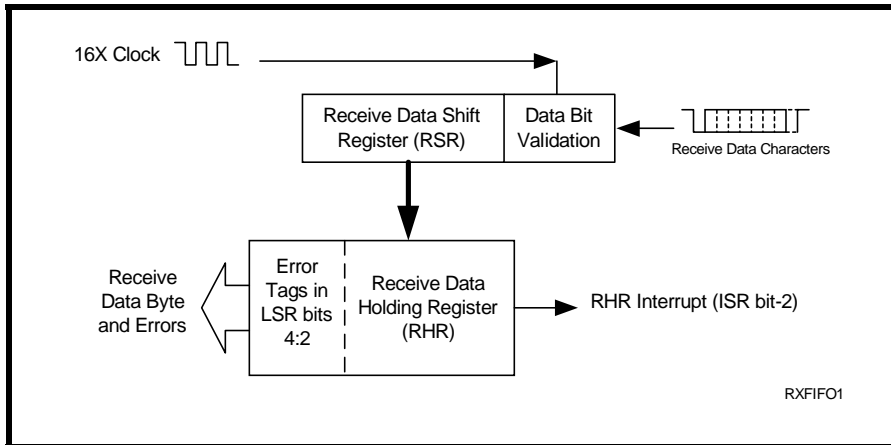 16X Clock
Receive Data Shift
Register (RSR)
Data Bit
Validation
Receive Data Characters
Receive
Data Byte
and Errors
Error
Tags in
LSR bits
4:2
Receive Data
Holding Register
(RHR)
RHR Interrupt (ISR bit-2)
RXFIFO1